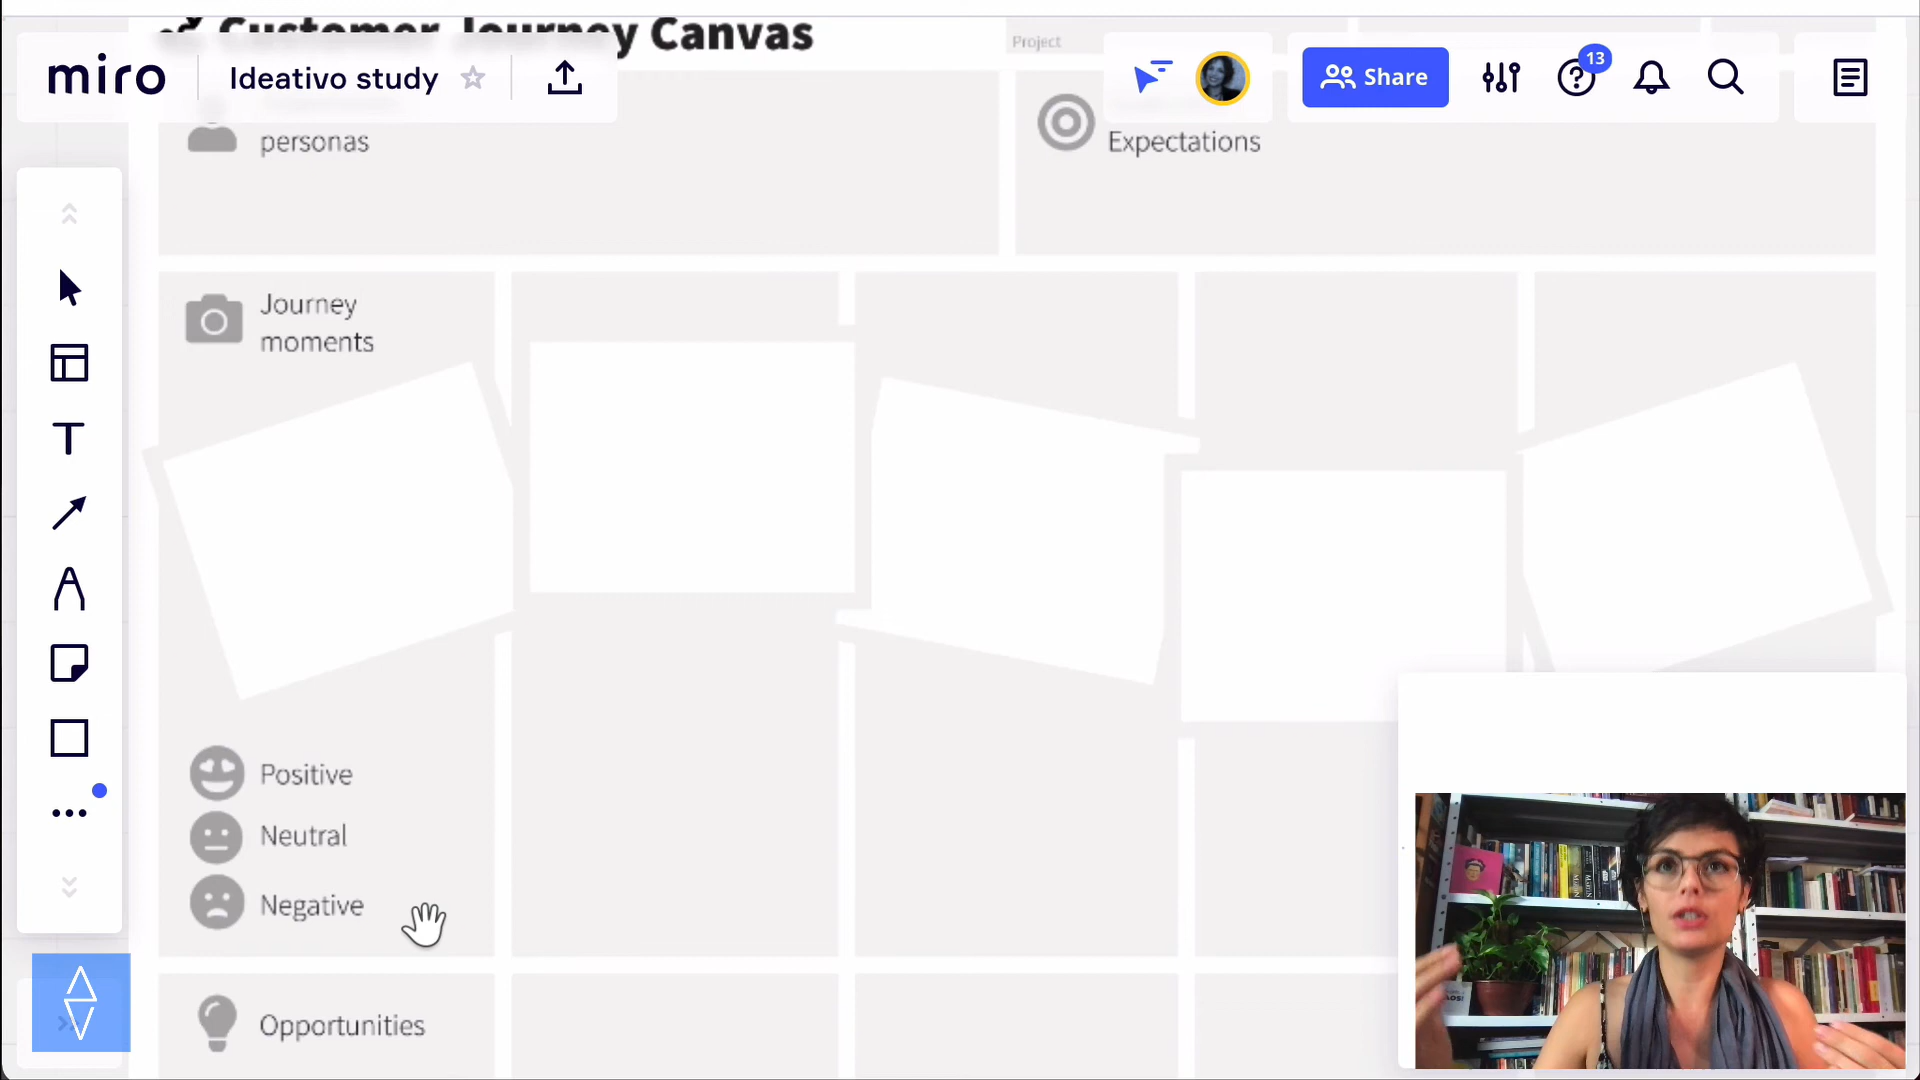 Customer Journey Canvas
Project
miro
Ideativo study
Share
13
personas
Expectations
Journey
moments
Positive
Neutral
Negative
Opportunities